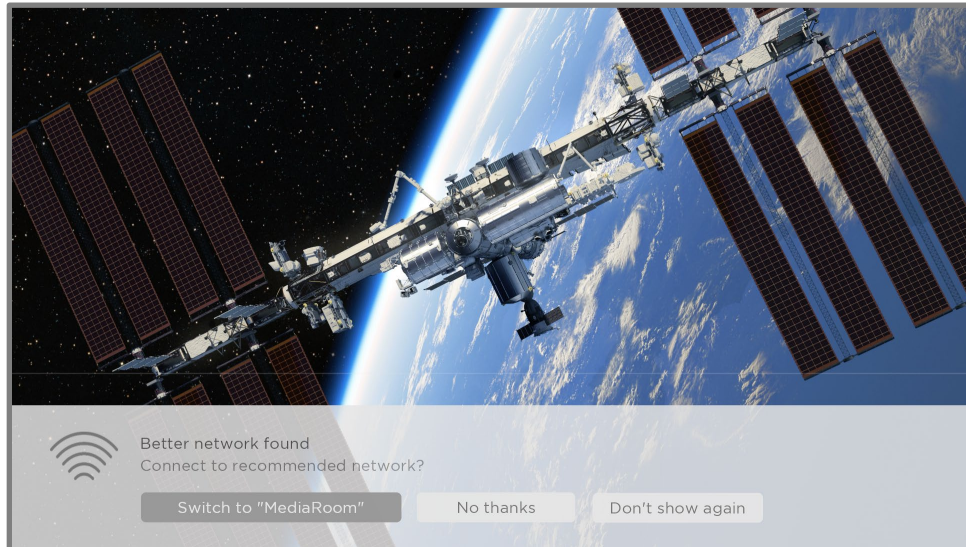 Better network found
Connect to recommended network?
Switch to "MediaRoom"
No thanks
Don't show again